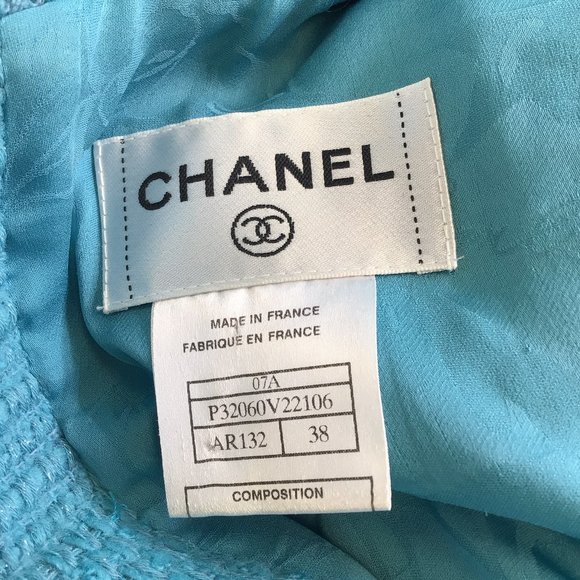 CHANEL
MADE IN FRANCE
FABRIQUE EN FRANCE
07A
P32060V22106
AR132 38
COMPOSITION